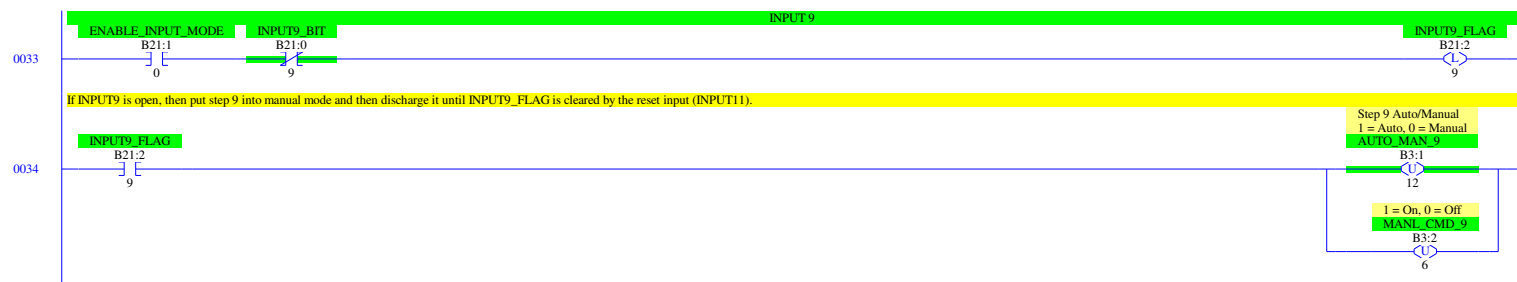 INPUT 9
ENABLE_INPUT_MODE INPUT9_BIT INPUT9_FLAG
B21:1 B21:0 B21:2
0033 L
0 9 9
If INPUT9 is open, then put step 9 into manual mode and then discharge it until INPUT9_FLAG is cleared by the reset input (INPUT11).
Step 9 Auto/Manual
1 = Auto, 0 = Manual
INPUT9_FLAG AUTO_MAN_9
B21:2 B3:1
0034 U
9 12
1 = On, 0 = Off
MANL_CMD_9
B3:2
U
6